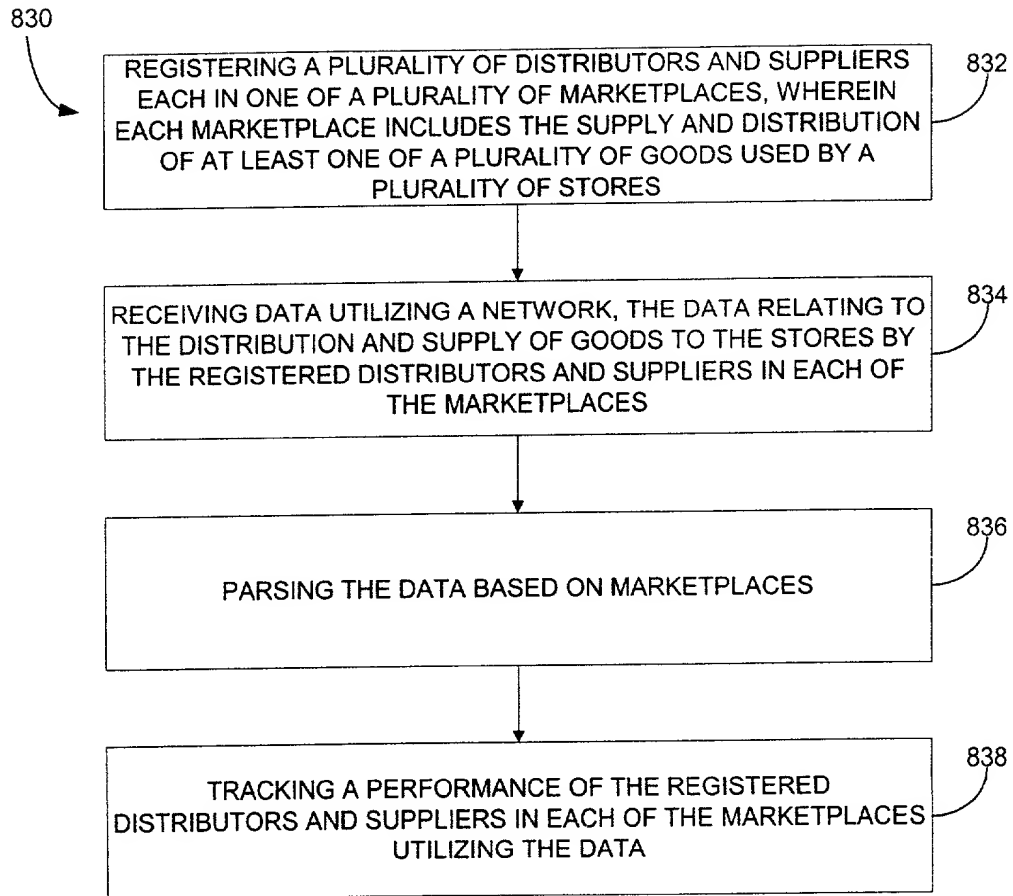 830
REGISTERING A PLURALITY OF DISTRIBUTORS AND SUPPLIERS
EACH IN ONE OF A PLURALITY OF MARKETPLACES, WHEREIN
EACH MARKETPLACE INCLUDES THE SUPPLY AND DISTRIBUTION
OF AT LEAST ONE OF A PLURALITY OF GOODS USED BY A
PLURALITY OF STORES
832
RECEIVING DATA UTILIZING A NETWORK, THE DATA RELATING TO
THE DISTRIBUTION AND SUPPLY OF GOODS TO THE STORES BY
THE REGISTERED DISTRIBUTORS AND SUPPLIERS IN EACH OF
THE MARKETPLACES
834
PARSING THE DATA BASED ON MARKETPLACES
836
TRACKING A PERFORMANCE OF THE REGISTERED
DISTRIBUTORS AND SUPPLIERS IN EACH OF THE MARKETPLACES
UTILIZING THE DATA
838